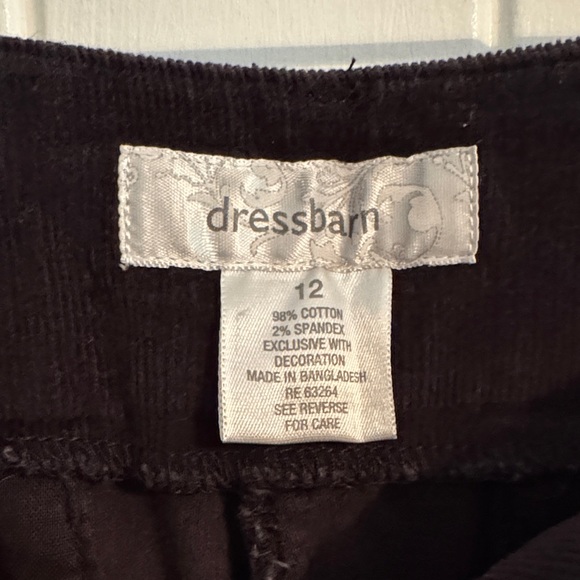 dressbarn
12
98% COTTON
2% SPANDEX
EXCLUSIVE WITH
DECORATION
MADE IN BANGLADESH
RE 63264
SEE REVERSE
FOR CARE